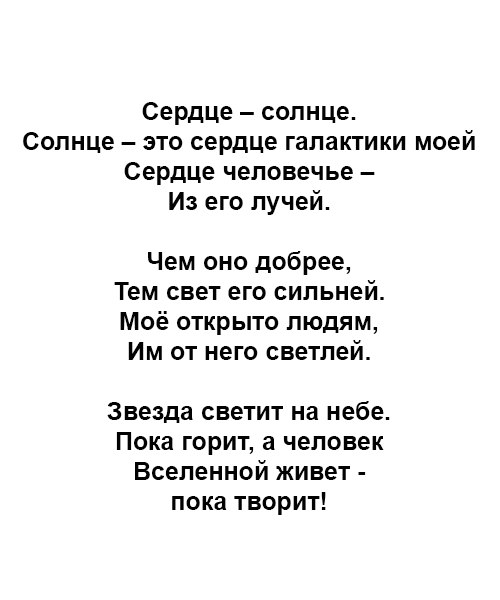 Сердце – солнце.
Солнце – это сердце галактики моей
Сердце человечье –
Из его лучей.
Чем оно добрее,
Тем свет его сильней.
Моё открыто людям,
Им от него светлей.
Звезда светит на небе.
Пока горит, а человек
Вселенной живет -
пока творит!